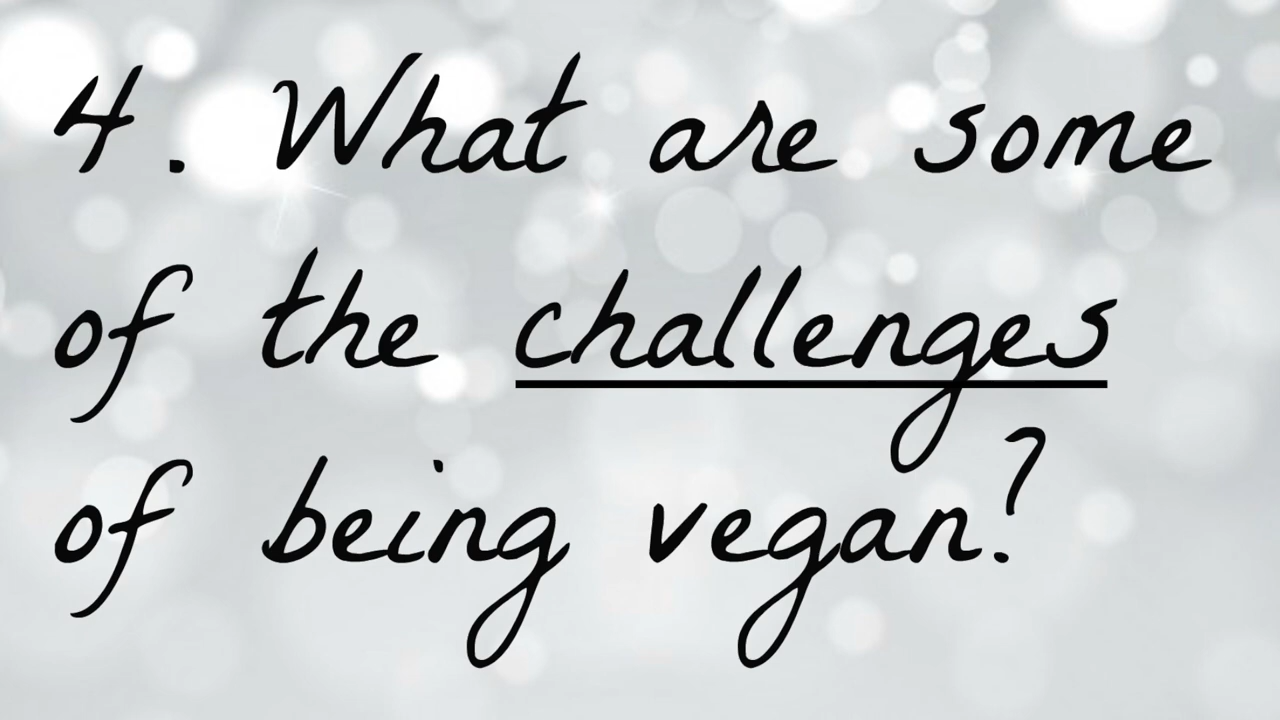 4. What are some
of the challenges
of being vegan?